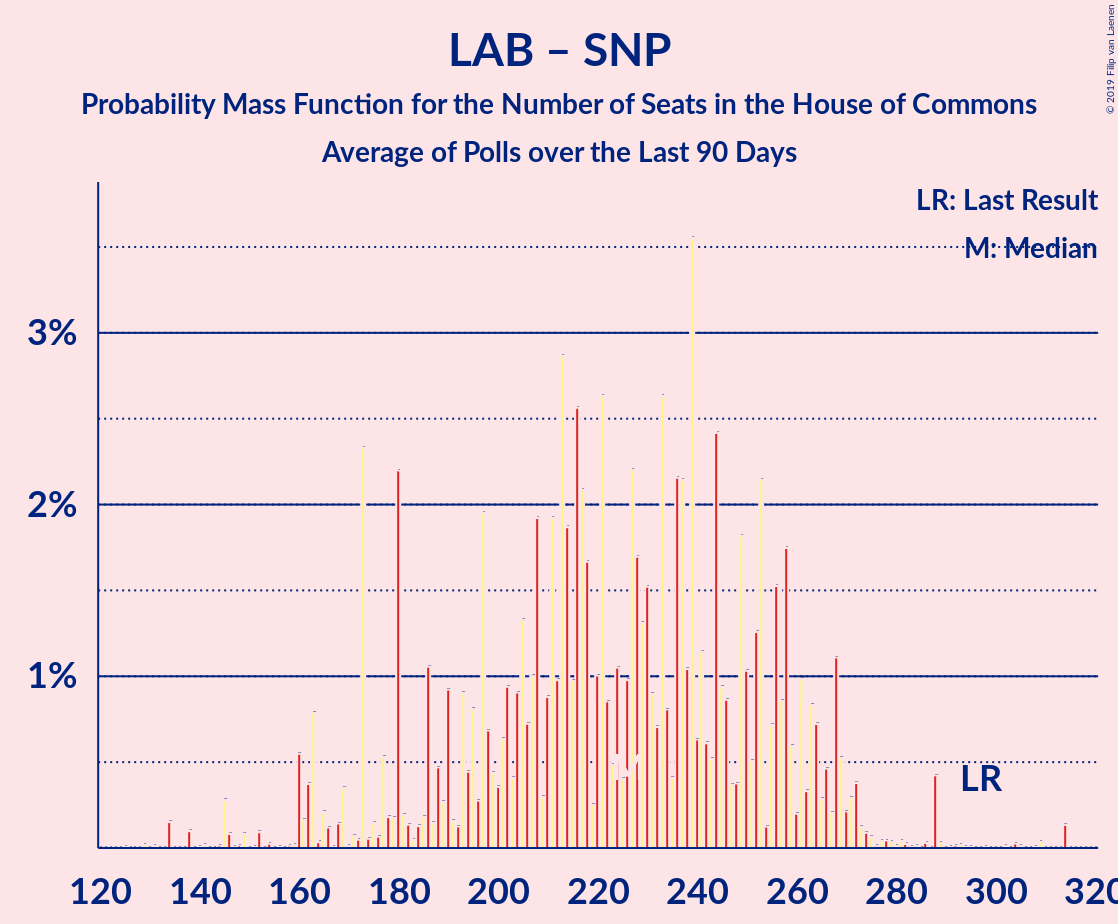 LAB – SNP
Probability Mass Function for the Number of Seats in the House of Commons
Average of Polls over the Last 90 Days
© 2019 Filip van Laenen
LR: Last Result
M: Median
3%
2%
1%
M
LR
120 140 160 180 200 220 240 260 280 300 320